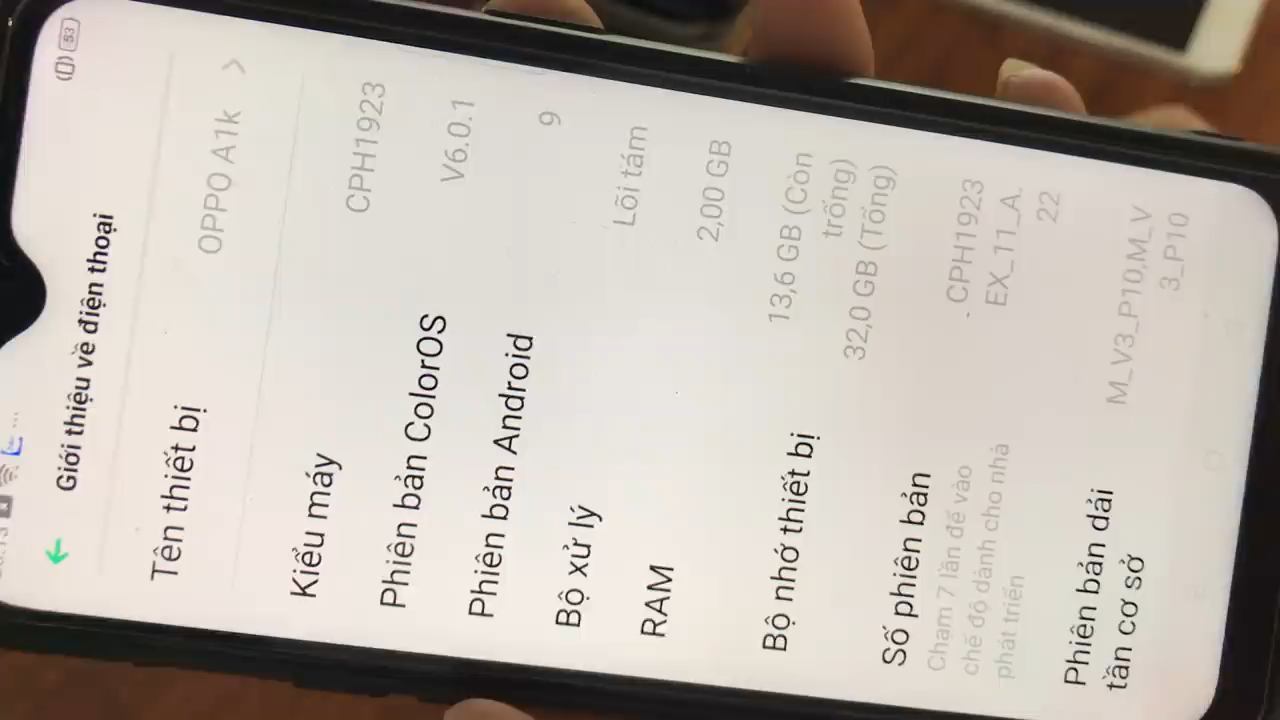 53
Giới thiệu về điện thoại
Tên thiết bị
OPPO A1k
Kiểu máy
CPH1923
Phiên bản ColorOS
V6.0.1
Phiên bản Android
9
Bộ xử lý
Lõi tám
RAM
2,00 GB
Bộ nhớ thiết bị
13,6 GB (Còn
trống)
32,0 GB (Tổng)
Số phiên bản
Chạm 7 lần để vào
chế độ dành cho nhà
phát triển
CPH1923
EX_11_A.
22
Phiên bản dải
tần cơ sở
M_V3_P10,M_V
3_P10